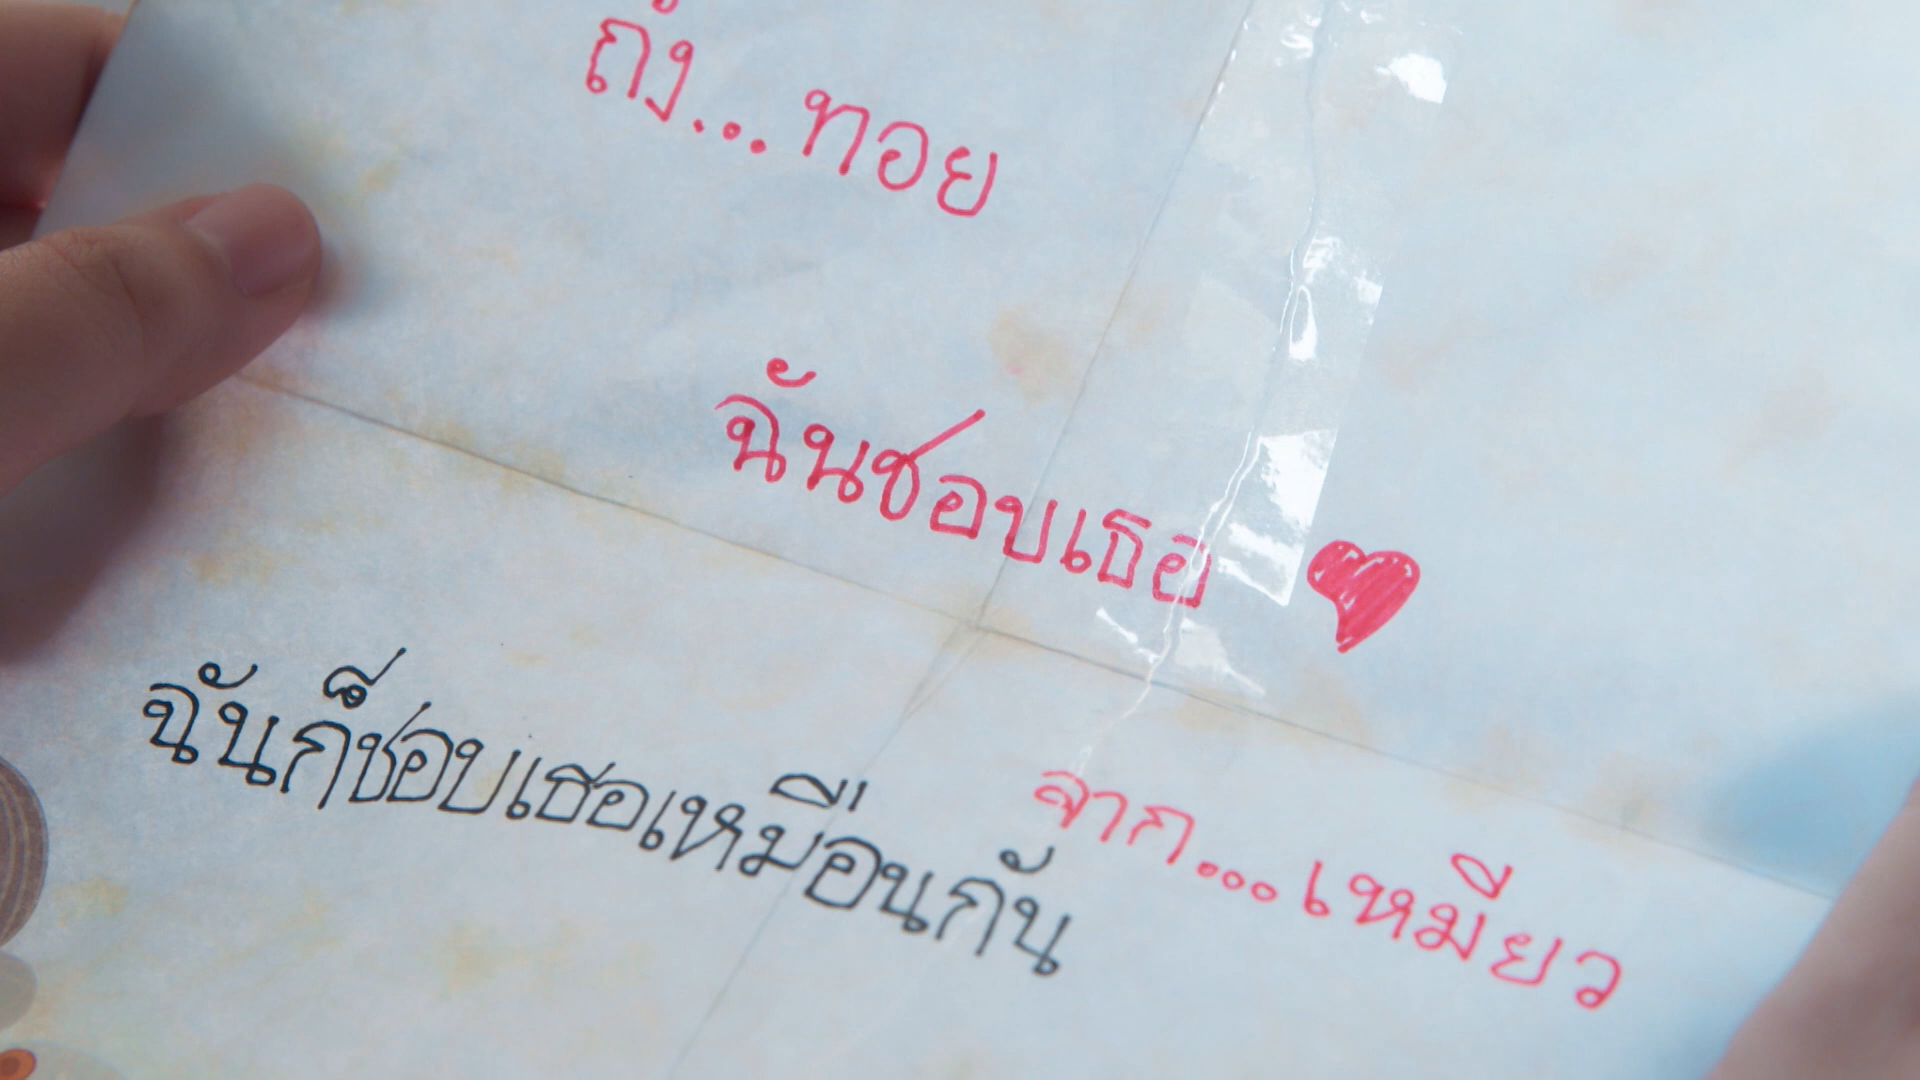 ถึง...ทอย
ฉันชอบเธอ
ฉันก็ชอบเธอเหมือนกัน
จาก...เหมียว